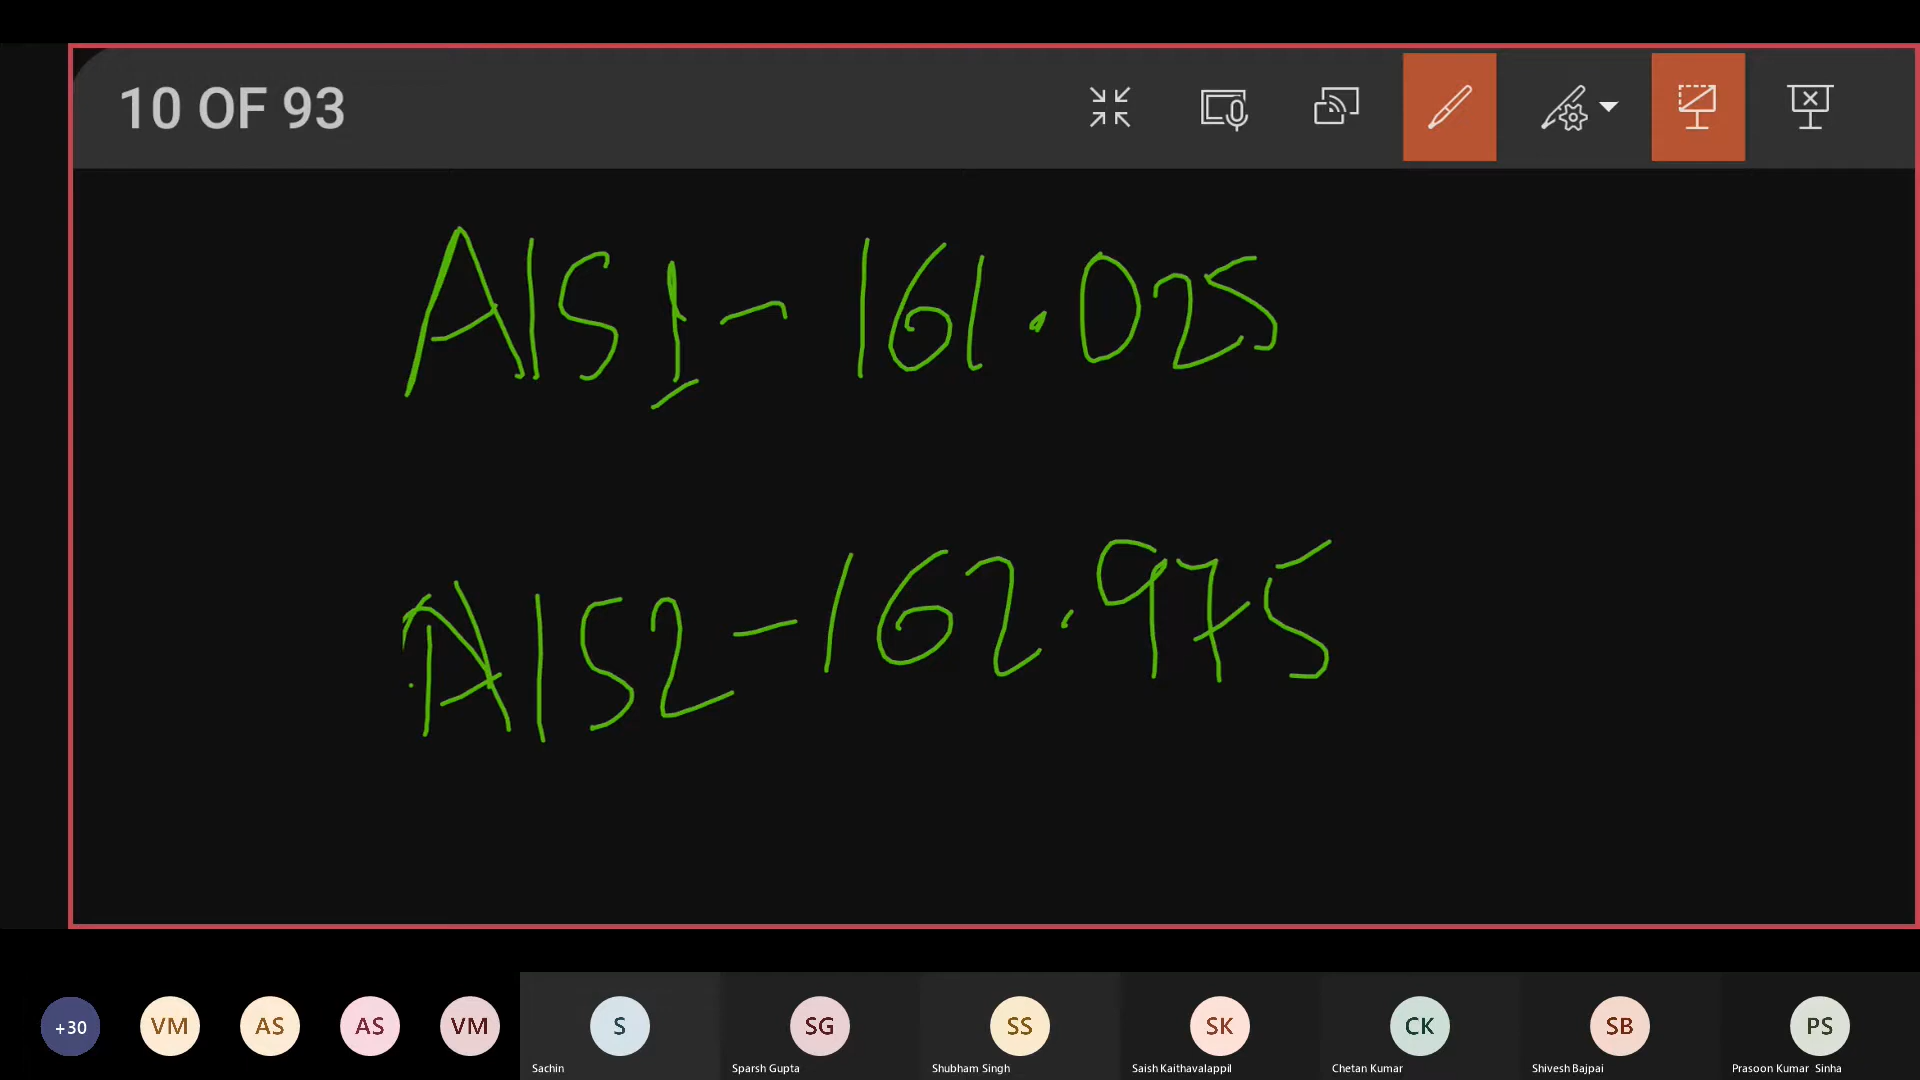 10 OF 93
AIS1 - 161.025
AIS2 - 162.975
+30
VM
AS
AS
VM
S
SG
SS
SK
CK
SB
PS
Sachin
Sparsh Gupta
Shubham Singh
Saish Kaithavalappil
Chetan Kumar
Shivesh Bajpai
Prasoon Kumar Sinha